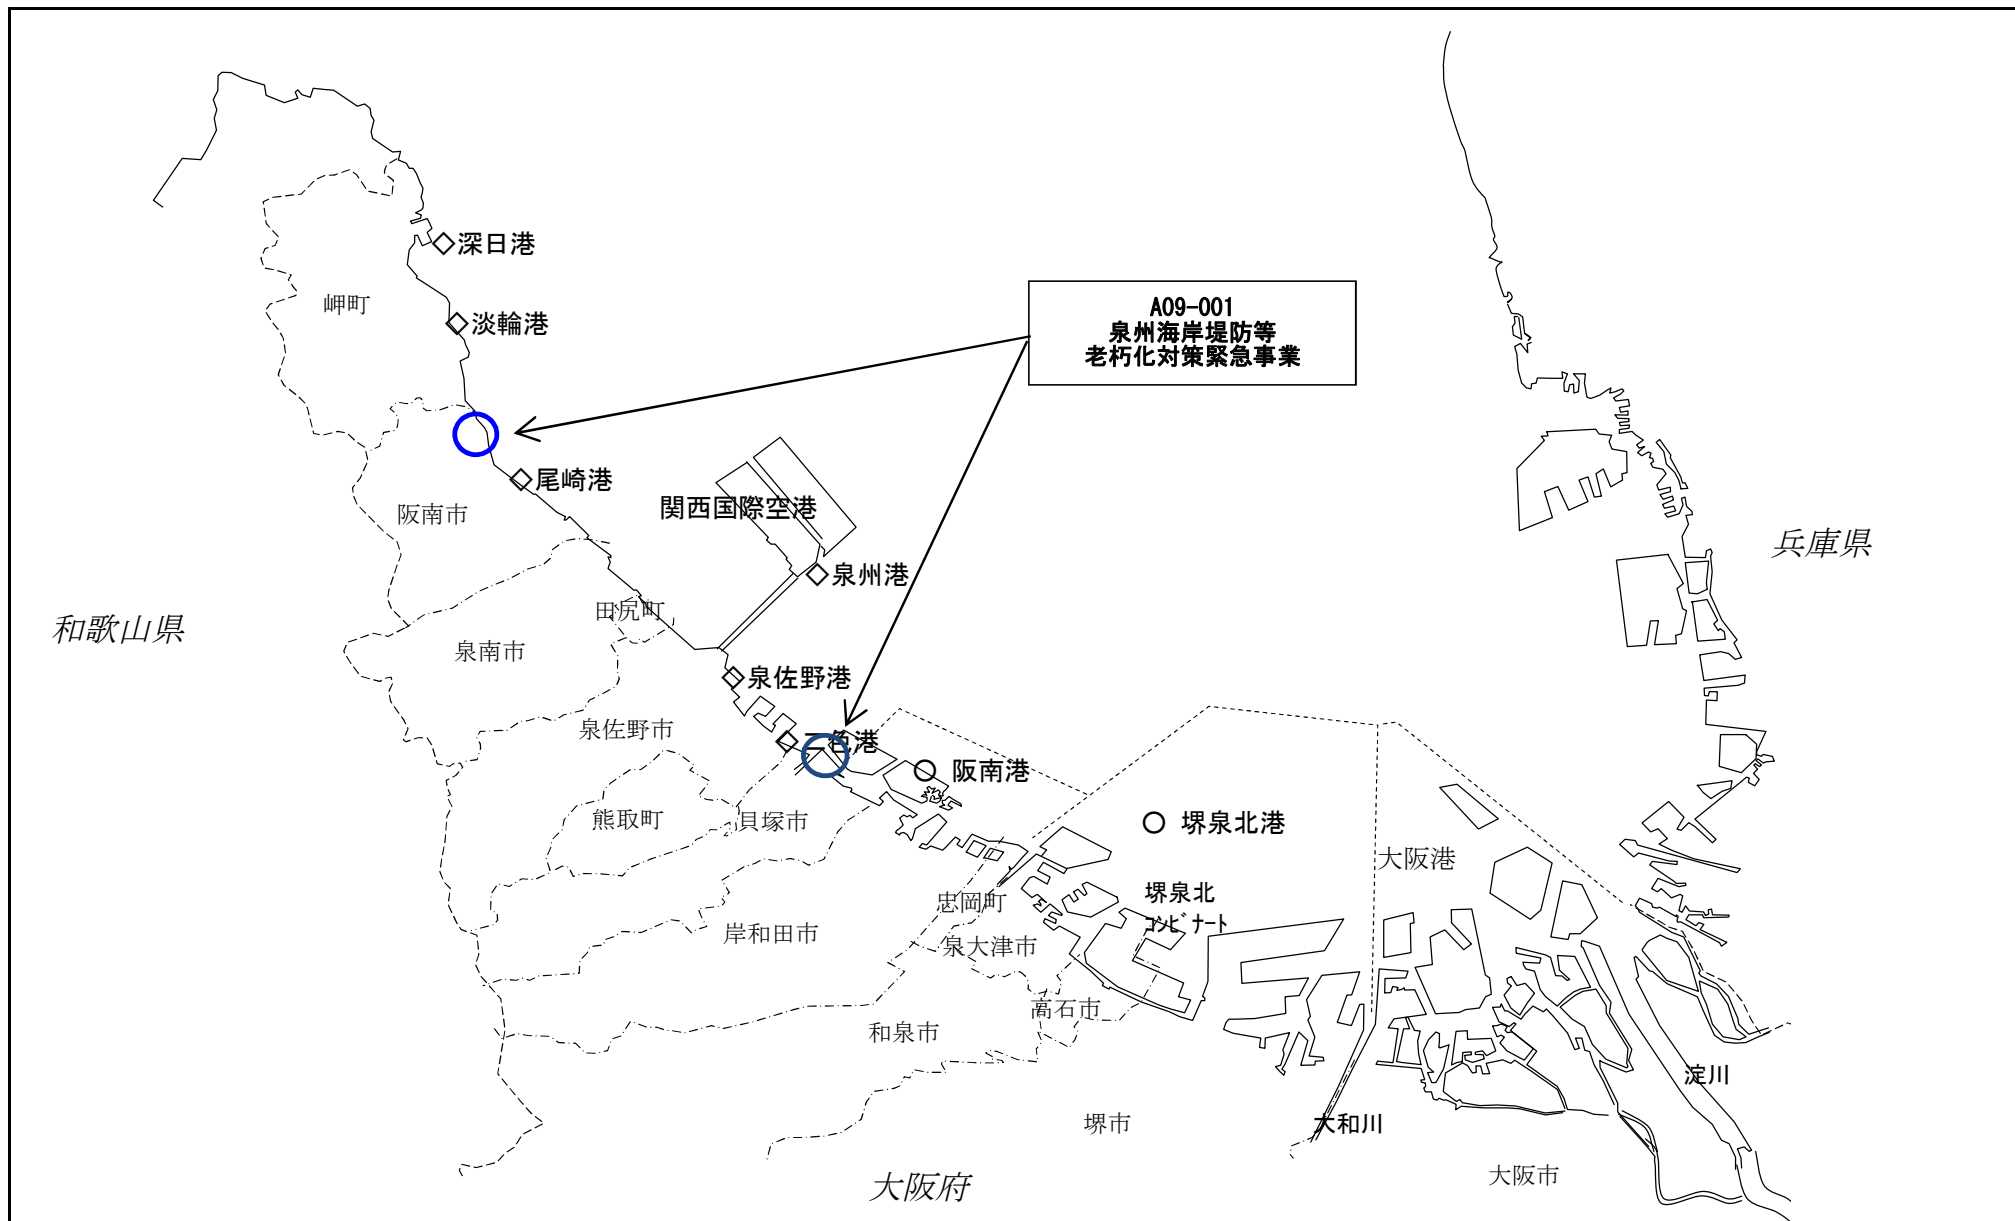 深日港
岬町
淡輪港
A09-001
泉州海岸堤防等
老朽化対策緊急事業
尾崎港
阪南市
関西国際空港
兵庫県
泉州港
田尻町
和歌山県
泉南市
泉佐野港
泉佐野市
二色港
阪南港
熊取町
貝塚市
堺泉北港
大阪港
堺泉北
ｺﾝﾋﾞﾅｰﾄ
忠岡町
岸和田市
泉大津市
高石市
和泉市
淀川
堺市
大和川
大阪市
大阪府